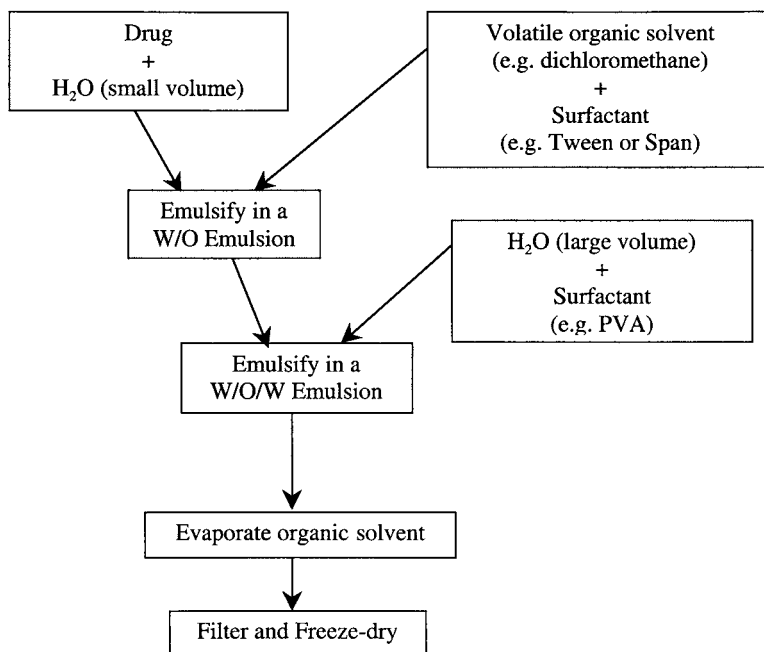 Drug
+
H₂O (small volume)
Volatile organic solvent
(e.g. dichloromethane)
+
Surfactant
(e.g. Tween or Span)
Emulsify in a
W/O Emulsion
H₂O (large volume)
+
Surfactant
(e.g. PVA)
Emulsify in a
W/O/W Emulsion
Evaporate organic solvent
Filter and Freeze-dry